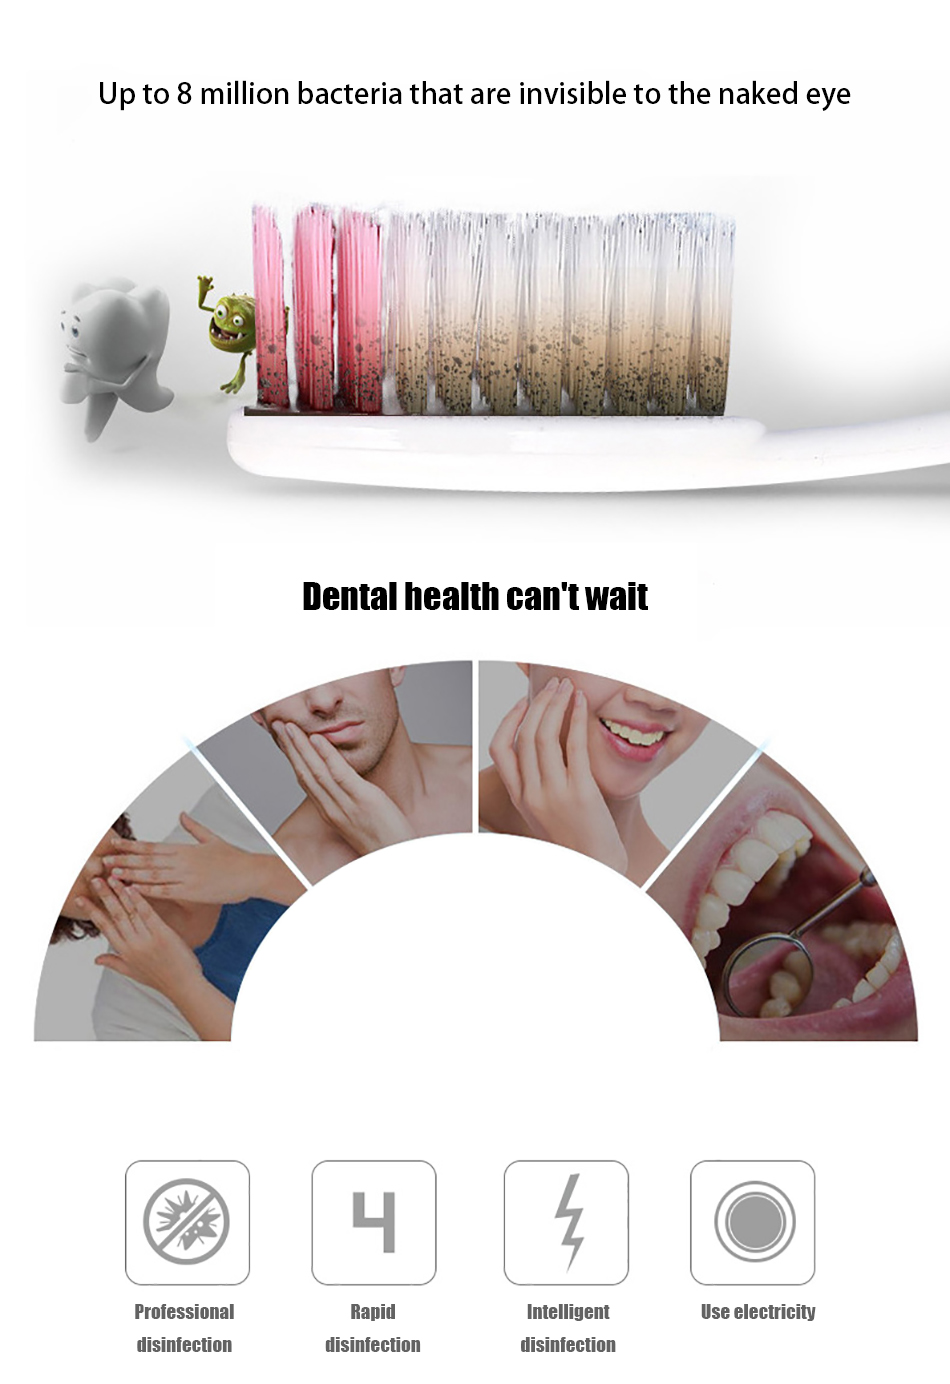 Up to 8 million bacteria that are invisible to the naked eye
Dental health can't wait
4
Professional
disinfection
Rapid
disinfection
Intelligent
disinfection
Use electricity